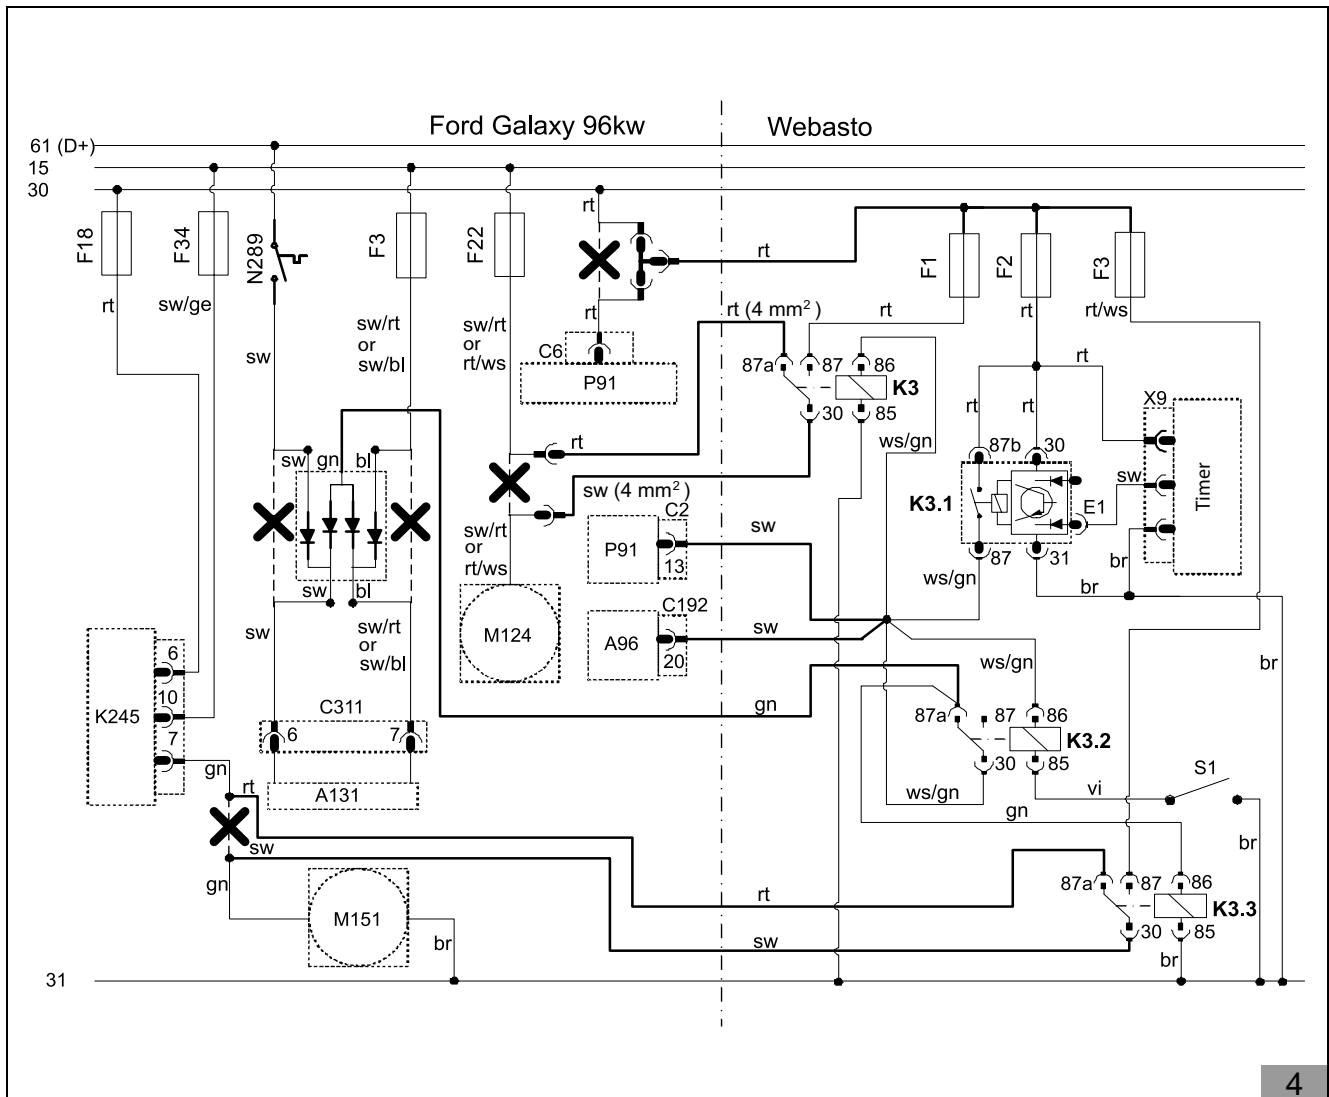 Ford Galaxy 96kw
Webasto
61 (D+)
15
30
F18
F34
N289
F3
F22
rt
rt
F1
F2
F3
rt
sw/ge
sw
sw/rt
or
sw/bl
sw/rt
or
rt/ws
rt
C6
P91
rt (4 mm²)
rt
rt
rt/ws
87a
87
86
K3
30
85
rt
X9
rt
rt
ws/gn
87b
30
sw
Timer
K3.1
E1
87
31
br
ws/gn
br
sw
gn
bl
rt
sw (4 mm²)
C2
P91
13
sw
sw/rt
or
rt/ws
sw
bl
M124
C192
A96
20
sw
sw
sw/rt
or
sw/bl
ws/gn
br
K245
6
10
7
gn
C311
6
7
A131
gn
87a
87
86
K3.2
30
85
ws/gn
vi
S1
gn
br
rt
sw
gn
M151
br
rt
sw
87a
87
86
K3.3
30
85
br
31
4